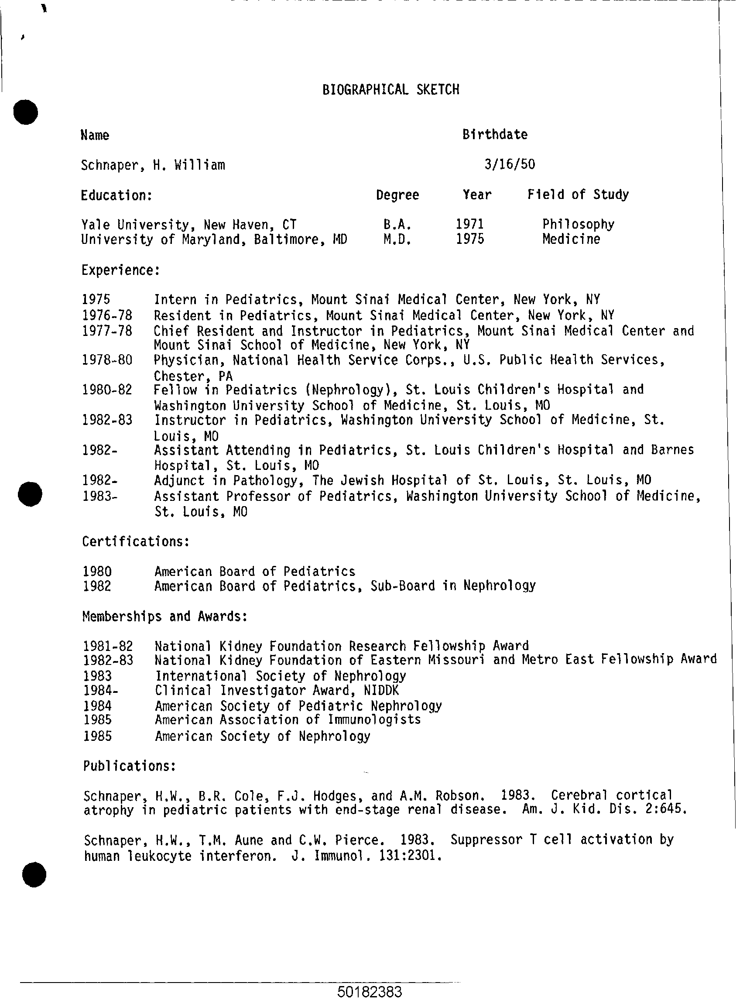 BIOGRAPHICAL SKETCH
Name Birthdate
Schnaper, H. William 3/16/50
Education: Degree Year Field of Study
Yale University, New Haven, CT B.A. 1971 Philosophy
University of Maryland, Baltimore, MD M.D. 1975 Medicine
Experience:
1975 Intern in Pediatrics, Mount Sinai Medical Center, New York, NY
1976-78 Resident in Pediatrics, Mount Sinai Medical Center, New York, NY
1977-78 Chief Resident and Instructor in Pediatrics, Mount Sinai Medical Center and
Mount Sinai School of Medicine, New York, NY
1978-80 Physician, National Health Service Corps., U.S. Public Health Services,
Chester, PA
1980-82 Fellow in Pediatrics (Nephrology), St. Louis Children's Hospital and
Washington University School of Medicine, St. Louis, MO
1982-83 Instructor in Pediatrics, Washington University School of Medicine, St.
Louis, MO
1982- Assistant Attending in Pediatrics, St. Louis Children's Hospital and Barnes
Hospital, St. Louis, MO
1982- Adjunct in Pathology, The Jewish Hospital of St. Louis, St. Louis, MO
1983- Assistant Professor of Pediatrics, Washington University School of Medicine,
St. Louis, MO
Certifications:
1980 American Board of Pediatrics
1982 American Board of Pediatrics, Sub-Board in Nephrology
Memberships and Awards:
1981-82 National Kidney Foundation Research Fellowship Award
1982-83 National Kidney Foundation of Eastern Missouri and Metro East Fellowship Award
1983 International Society of Nephrology
1984- Clinical Investigator Award, NIDDK
1984 American Society of Pediatric Nephrology
1985 American Association of Immunologists
1985 American Society of Nephrology
Publications:
Schnaper, H.W., B.R. Cole, F.J. Hodges, and A.M. Robson. 1983. Cerebral cortical
atrophy in pediatric patients with end-stage renal disease. Am. J. Kid. Dis. 2:645.
Schnaper, H.W., T.M. Aune and C.W. Pierce. 1983. Suppressor T cell activation by
human leukocyte interferon. J. Immunol. 131:2301.
50182383